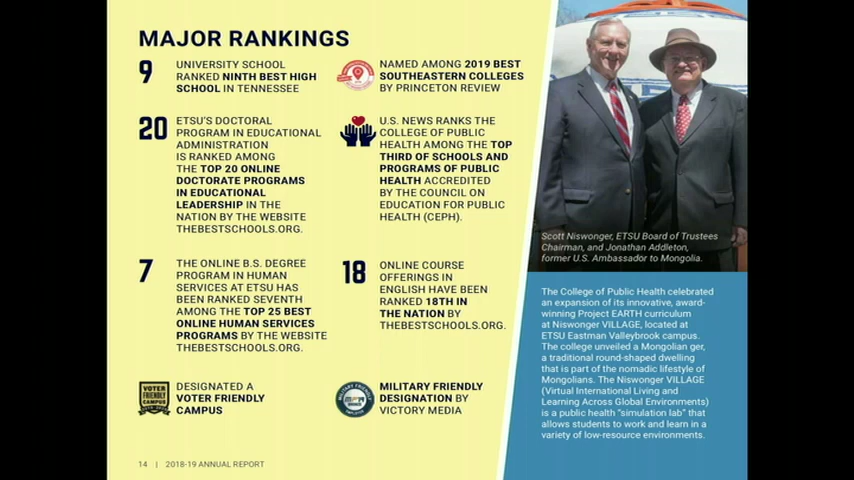 MAJOR RANKINGS
9
UNIVERSITY SCHOOL
RANKED NINTH BEST HIGH
SCHOOL IN TENNESSEE
NAMED AMONG 2019 BEST
SOUTHEASTERN COLLEGES
BY PRINCETON REVIEW
20
ETSU'S DOCTORAL
PROGRAM IN EDUCATIONAL
ADMINISTRATION
IS RANKED AMONG
THE TOP 20 ONLINE
DOCTORATE PROGRAMS
IN EDUCATIONAL
LEADERSHIP IN THE
NATION BY THE WEBSITE
THEBESTSCHOOLS.ORG.
U.S. NEWS RANKS THE
COLLEGE OF PUBLIC
HEALTH AMONG THE TOP
THIRD OF SCHOOLS AND
PROGRAMS OF PUBLIC
HEALTH ACCREDITED
BY THE COUNCIL ON
EDUCATION FOR PUBLIC
HEALTH (CEPH).
7
THE ONLINE B.S. DEGREE
PROGRAM IN HUMAN
SERVICES AT ETSU HAS
BEEN RANKED SEVENTH
AMONG THE TOP 25 BEST
ONLINE HUMAN SERVICES
PROGRAMS BY THE WEBSITE
THEBESTSCHOOLS.ORG.
18
ONLINE COURSE
OFFERINGS IN
ENGLISH HAVE BEEN
RANKED 18TH IN
THE NATION BY
THEBESTSCHOOLS.ORG.
VOTER
FRIENDLY
CAMPUS
DESIGNATED A
VOTER FRIENDLY
CAMPUS
MILITARY FRIENDLY
MILITARY FRIENDLY
DESIGNATION BY
VICTORY MEDIA
14 | 2018-19 ANNUAL REPORT
Scott Niswonger, ETSU Board of Trustees
Chairman, and Jonathan Addleton,
former U.S. Ambassador to Mongolia.
The College of Public Health celebrated
an expansion of its innovative, award-
winning Project EARTH curriculum
at Niswonger VILLAGE, located at
ETSU Eastman Valleybrook campus.
The college unveiled a Mongolian ger,
a traditional round-shaped dwelling
that is part of the nomadic lifestyle of
Mongolians. The Niswonger VILLAGE
(Virtual International Living and
Learning Across Global Environments)
is a public health "simulation lab" that
allows students to work and learn in a
variety of low-resource environments.